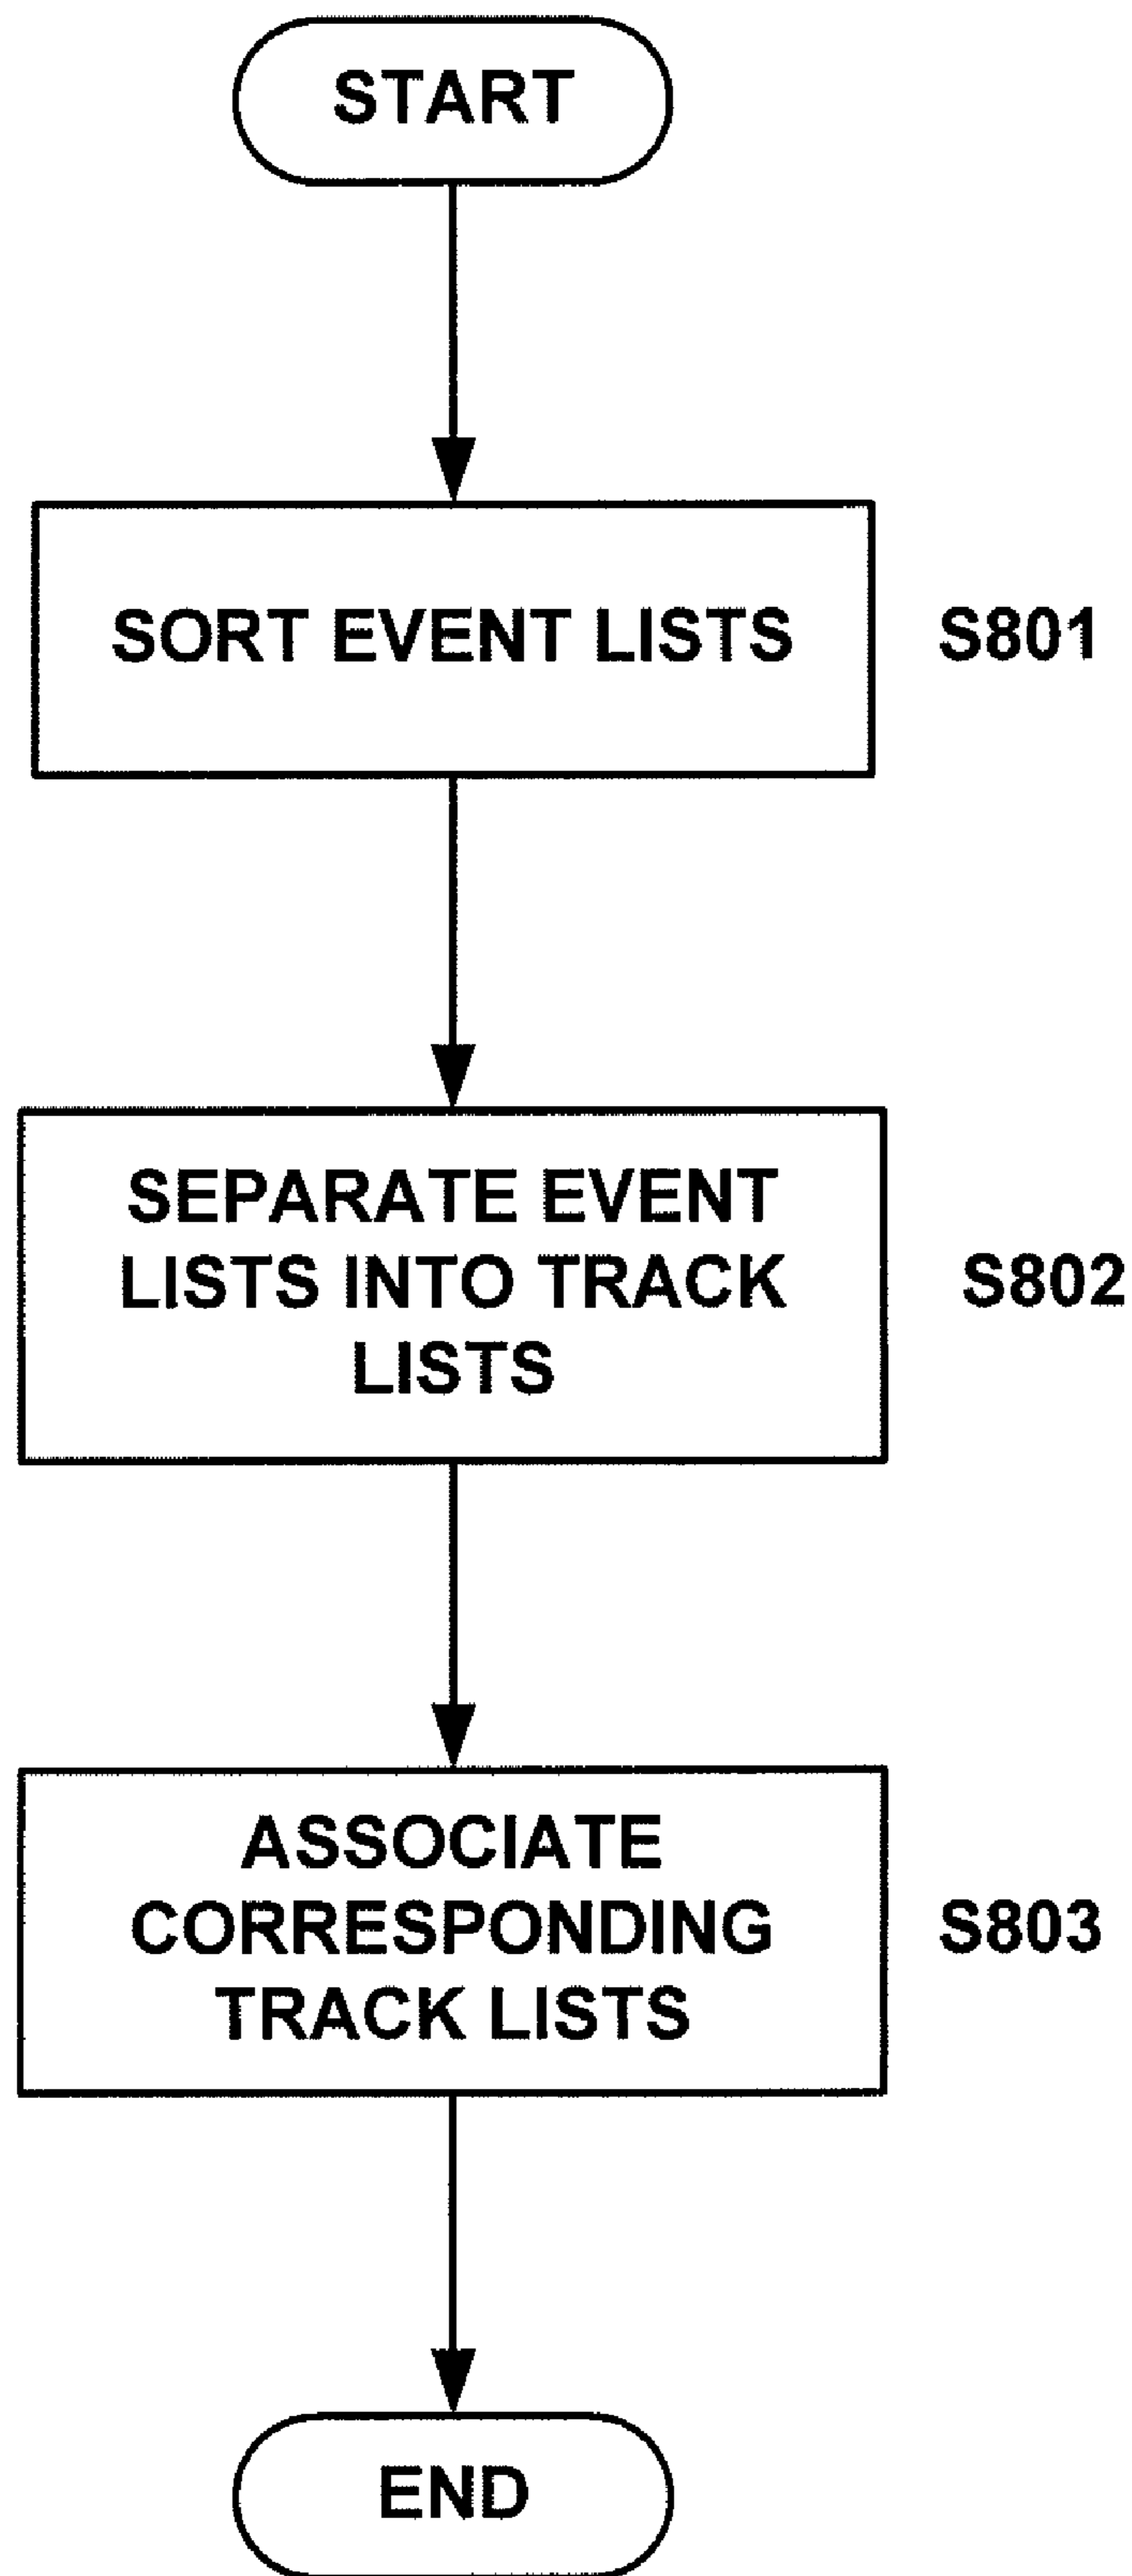 START
SORT EVENT LISTS
S801
SEPARATE EVENT
LISTS INTO TRACK
LISTS
S802
ASSOCIATE
CORRESPONDING
TRACK LISTS
S803
END